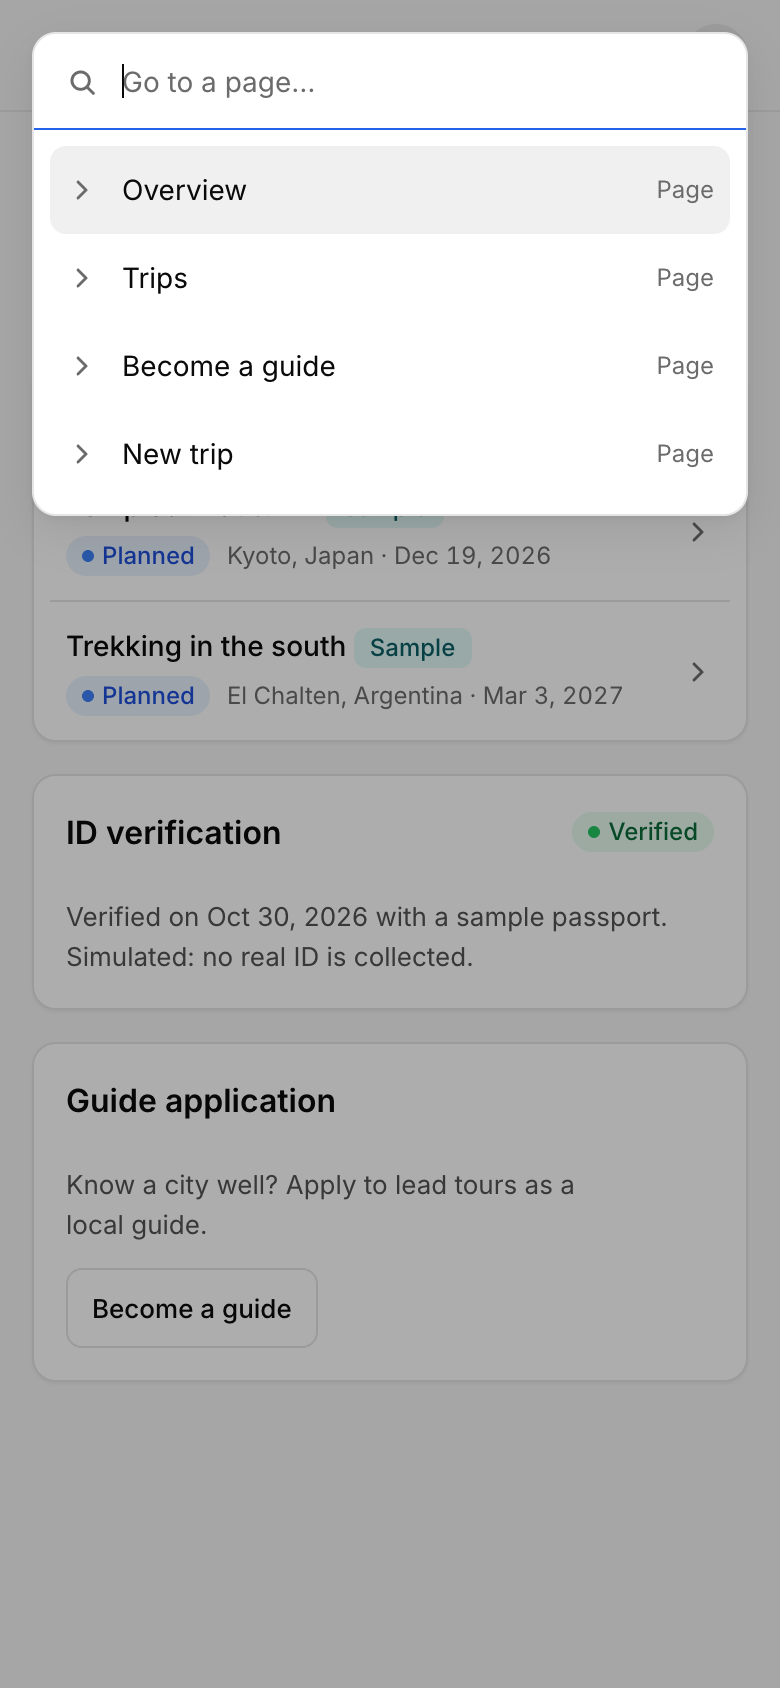 Go to a page...
Overview Page
Trips Page
Become a guide Page
New trip Page
Planned Kyoto, Japan · Dec 19, 2026
Trekking in the south Sample
Planned El Chalten, Argentina · Mar 3, 2027
ID verification Verified
Verified on Oct 30, 2026 with a sample passport.
Simulated: no real ID is collected.
Guide application
Know a city well? Apply to lead tours as a
local guide.
Become a guide